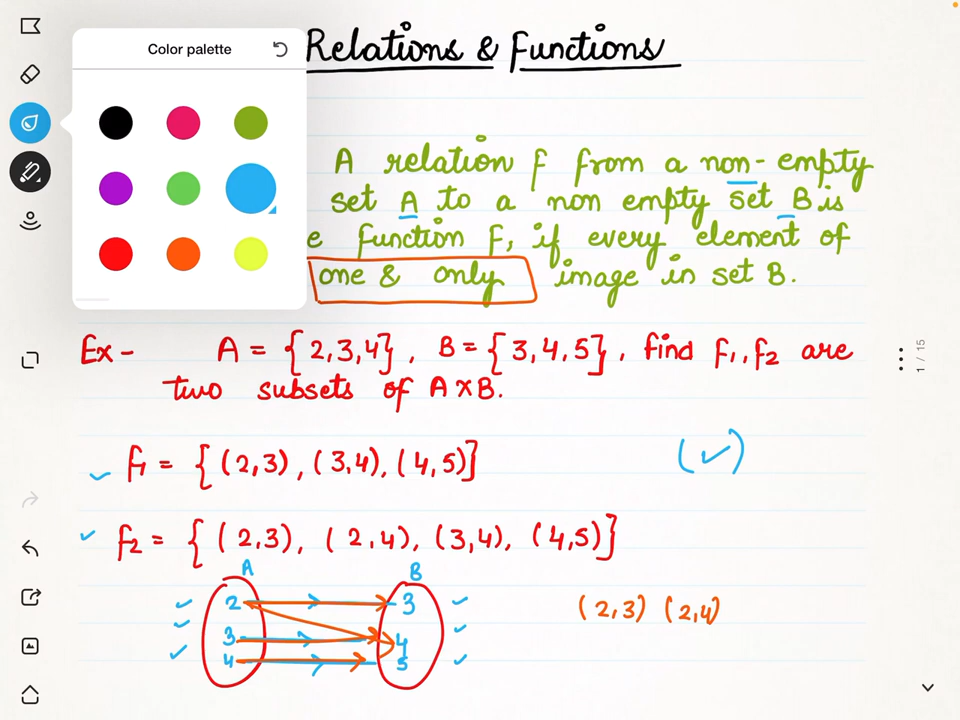 Color palette
Relations & Functions
A relation f from a non-empty
set A to a non empty set B is
e function f, if every element of
one & only image in set B.
Ex- A = {2,3,4}, B = {3,4,5}, find f1, f2 are
two subsets of A×B.
f1 = {(2,3), (3,4), (4,5)}
(✓)
f2 = {(2,3), (2,4), (3,4), (4,5)}
A B
2 3
3 4
4 5
(2,3) (2,4)
1 / 15